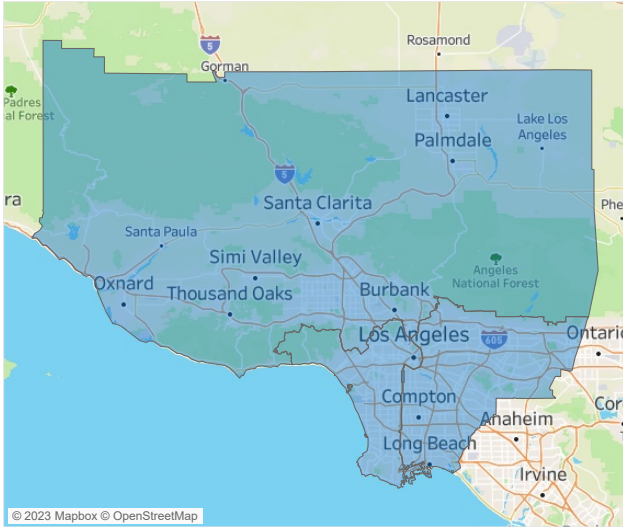 5
Rosamond
Gorman
Padres
al Forest
Lancaster
Lake Los
Angeles
Palmdale
5
ra
Santa Clarita
Phe
Santa Paula
Simi Valley
Angeles
National Forest
Oxnard
Thousand Oaks
Burbank
Los Angeles
605
Ontario
Compton
Cor
Anaheim
Long Beach
Irvine
© 2023 Mapbox © OpenStreetMap